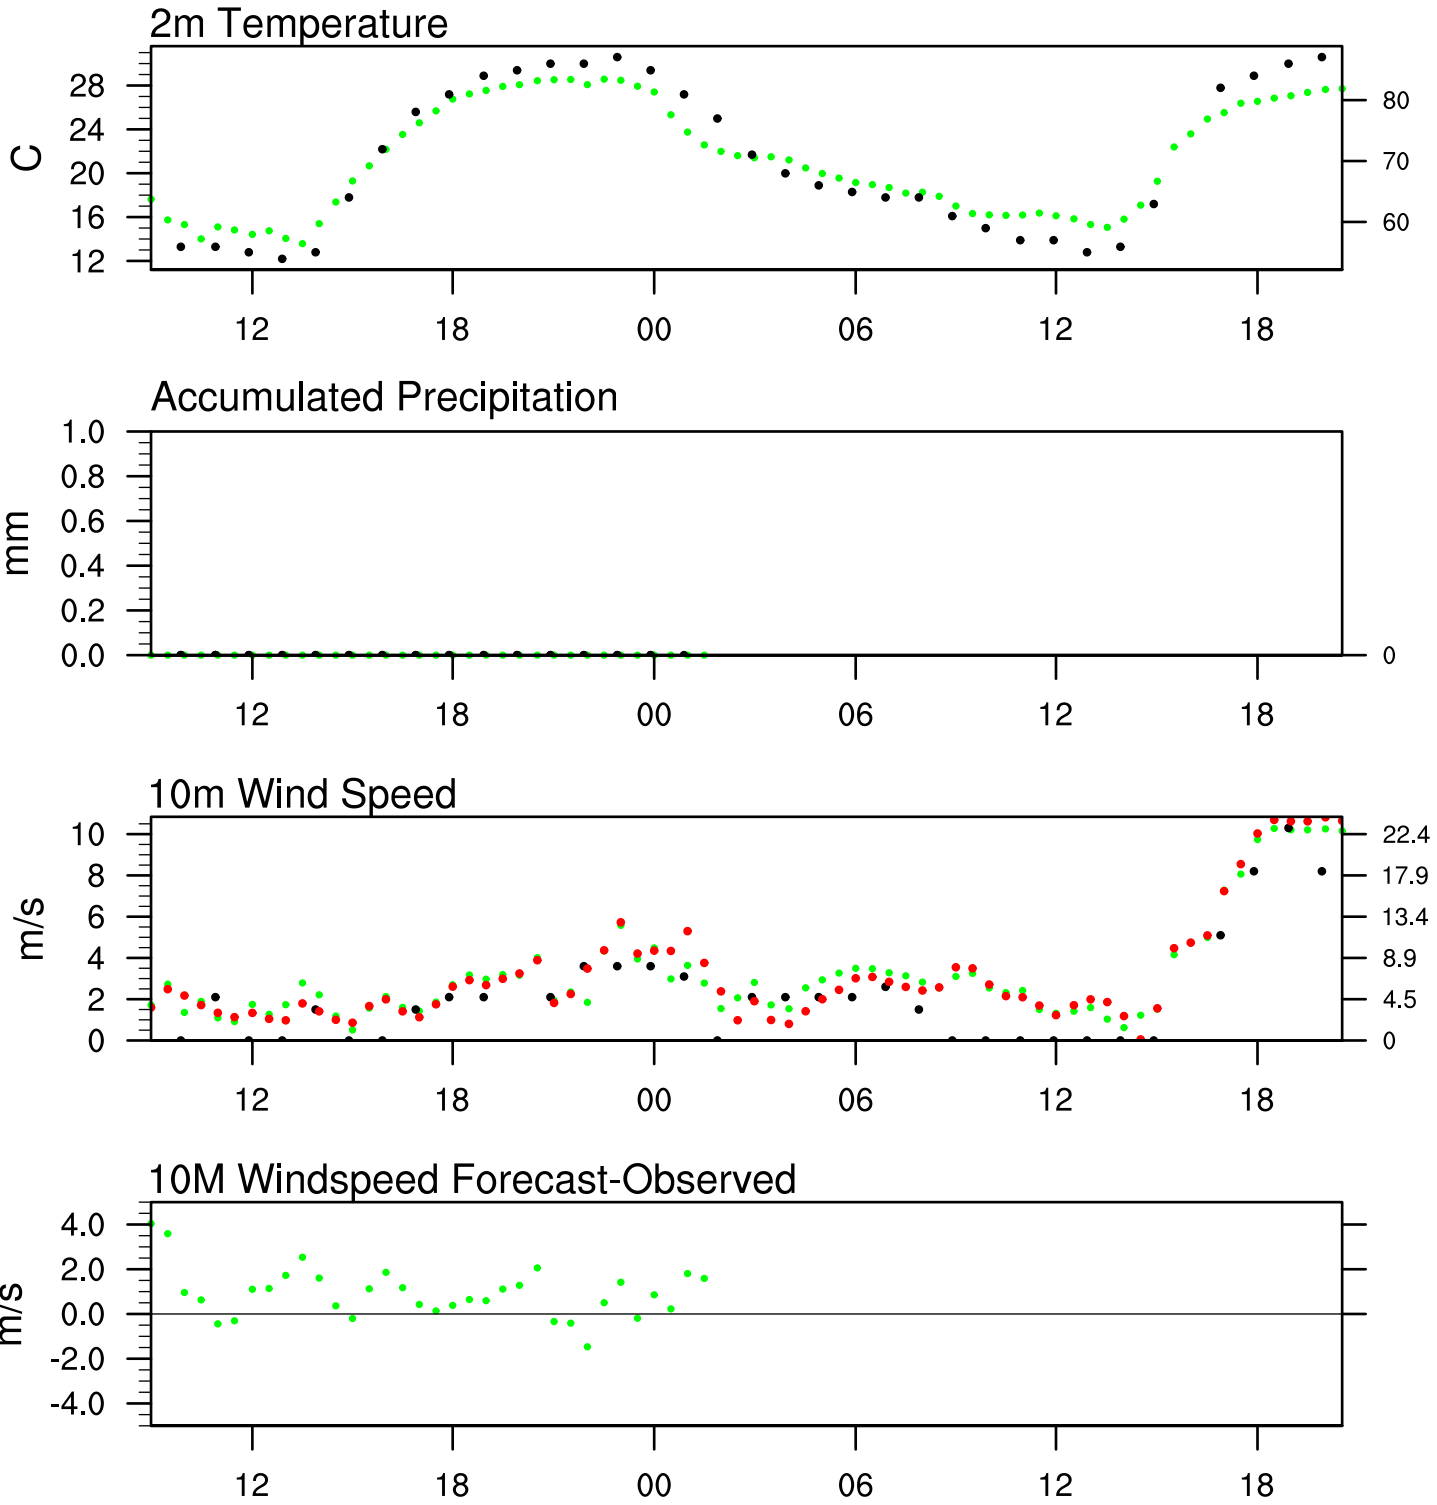 2m Temperature
28
24
20
16
12
C
80
70
60
12 18 00 06 12 18
Accumulated Precipitation
1.0
0.8
0.6
0.4
0.2
0.0
mm
0
12 18 00 06 12 18
10m Wind Speed
10
8
6
4
2
0
m/s
22.4
17.9
13.4
8.9
4.5
0
12 18 00 06 12 18
10M Windspeed Forecast-Observed
4.0
2.0
0.0
-2.0
-4.0
m/s
12 18 00 06 12 18